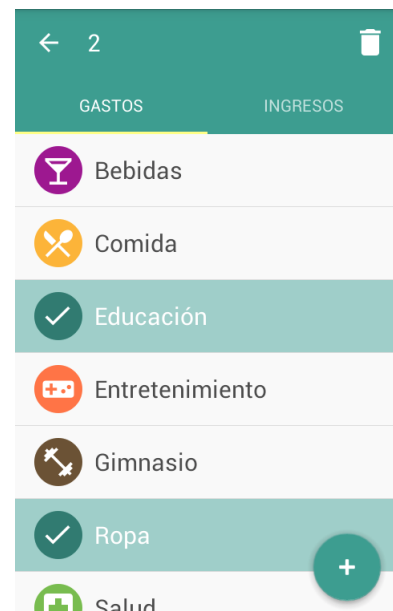 2
GASTOS INGRESOS
Bebidas
Comida
Educación
Entretenimiento
Gimnasio
Ropa
Salud